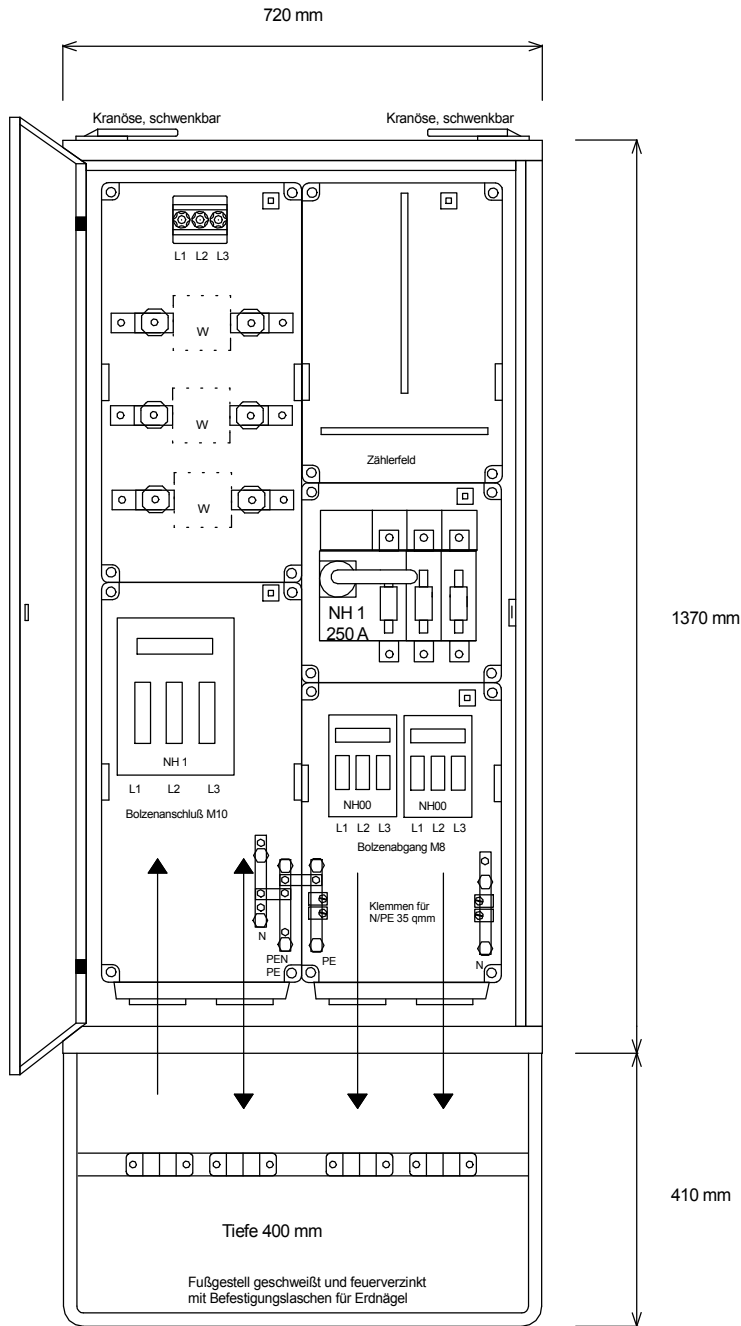 720 mm
Kranöse, schwenkbar
Kranöse, schwenkbar
L1 L2 L3
W
W
W
Zählerfeld
NH 1
250 A
1370 mm
NH 1
L1 L2 L3
Bolzenanschluß M10
NH00
NH00
L1 L2 L3
L1 L2 L3
Bolzenabgang M8
Klemmen für
N/PE 35 qmm
N
PEN
PE
PE
N
410 mm
Tiefe 400 mm
Fußgestell geschweißt und feuerverzinkt
mit Befestigungslaschen für Erdnägel